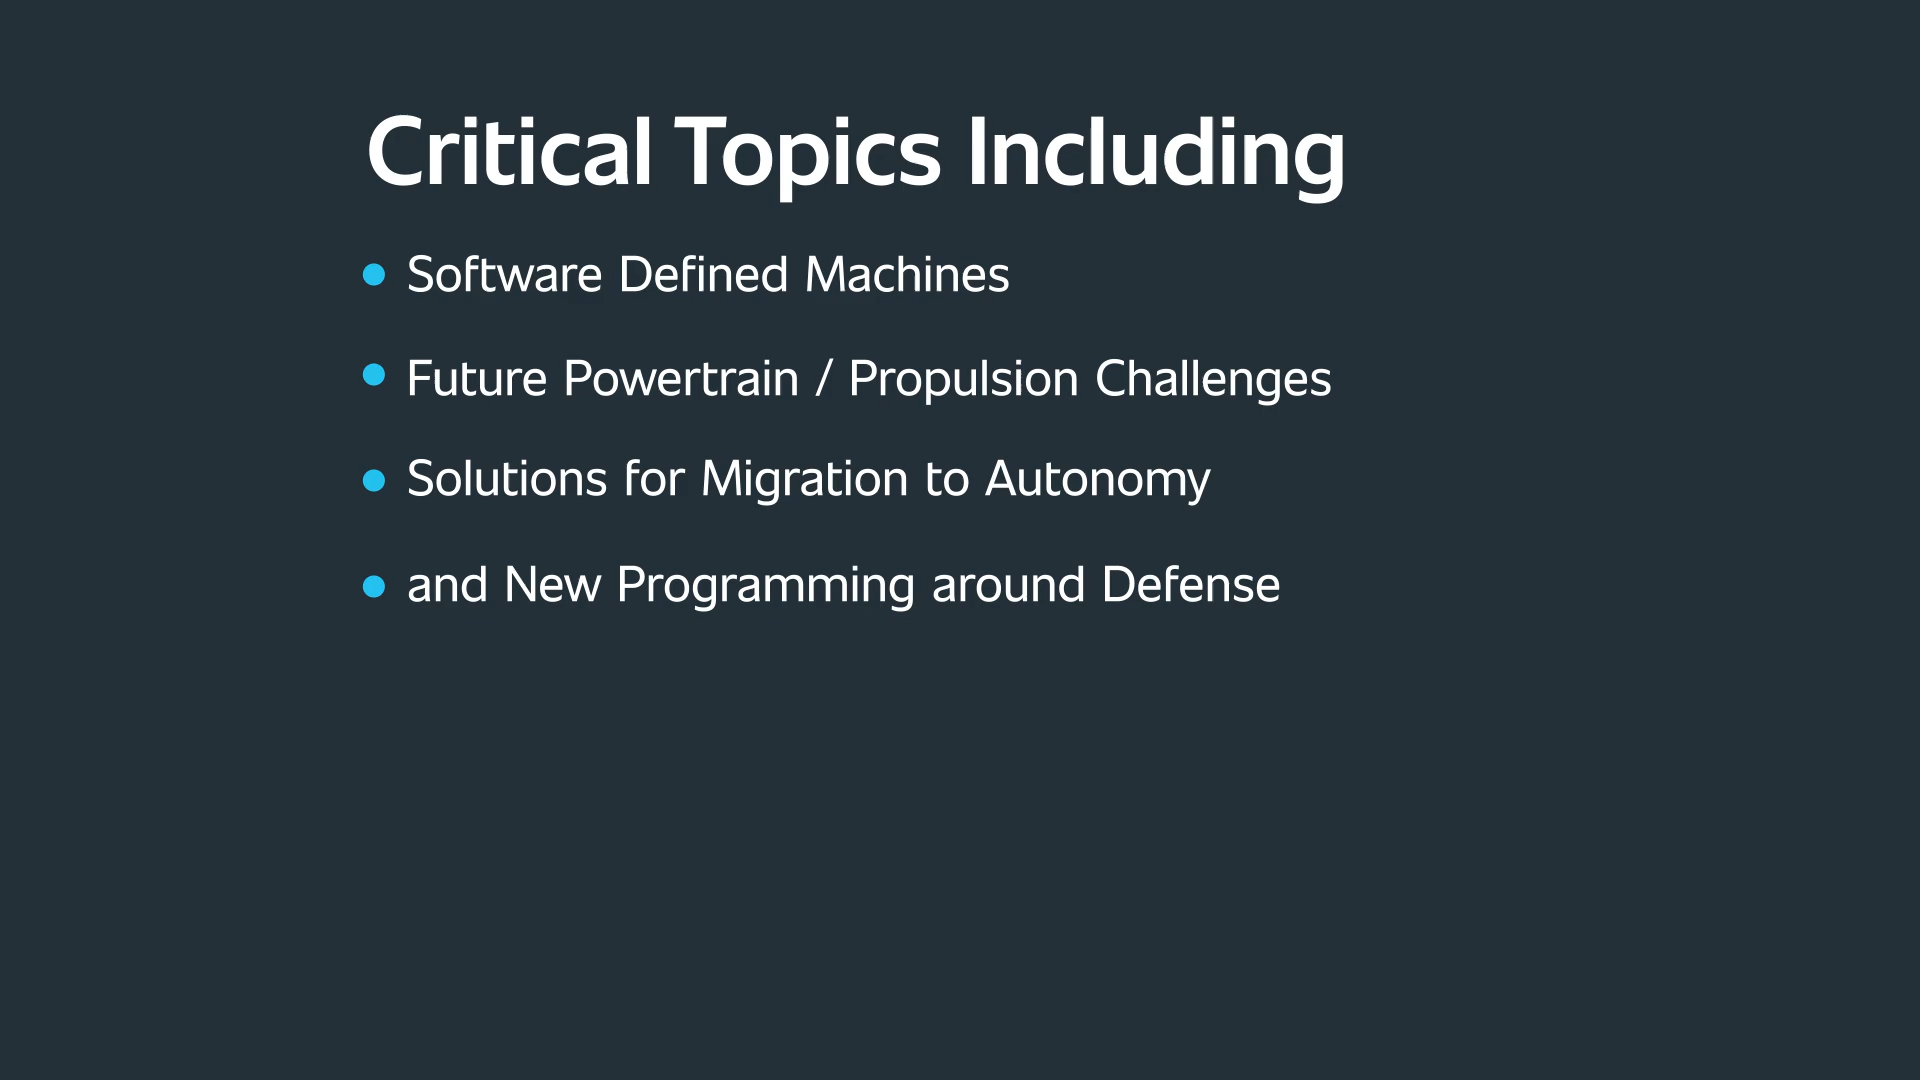 Critical Topics Including
Software Defined Machines
Future Powertrain / Propulsion Challenges
Solutions for Migration to Autonomy
and New Programming around Defense